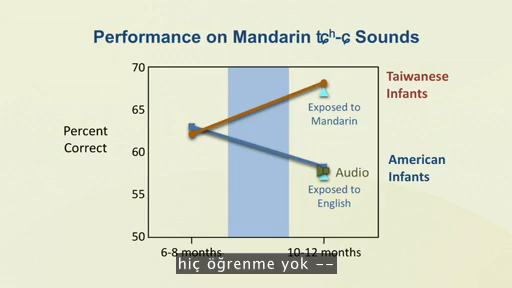 Performance on Mandarin tɕʰ-ɕ Sounds
70
65
60
55
50
Percent
Correct
Taiwanese
Infants
Exposed to
Mandarin
Audio
American
Infants
Exposed to
English
6-8 months
10-12 months
hiç öğrenme yok --